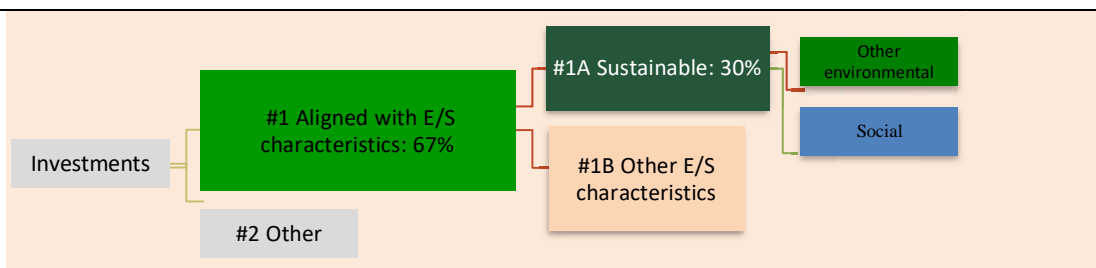 Investments
#1 Aligned with E/S
characteristics: 67%
#2 Other
#1A Sustainable: 30%
#1B Other E/S
characteristics
Other
environmental
Social